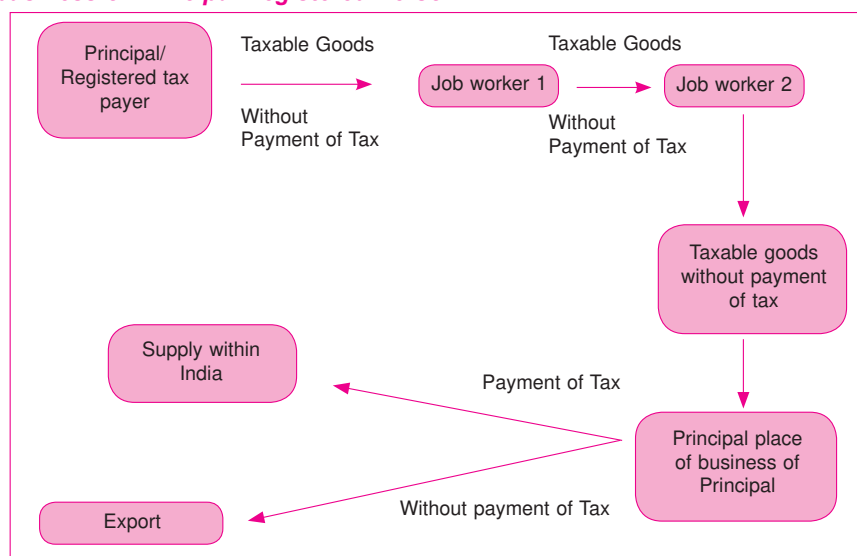 Principal/
Registered tax
payer
Taxable Goods
Without
Payment of Tax
Job worker 1
Taxable Goods
Without
Payment of Tax
Job worker 2
Taxable goods
without payment
of tax
Supply within
India
Payment of Tax
Principal place
of business of
Principal
Without payment of Tax
Export